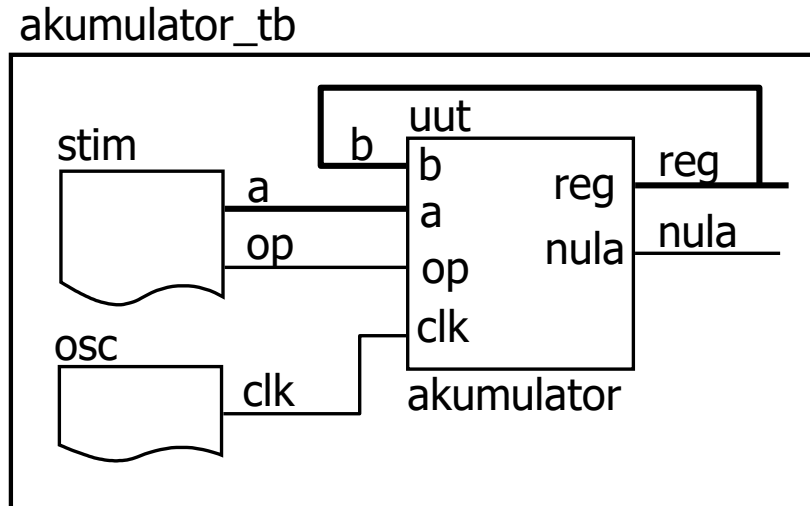 akumulator_tb
uut
stim
b
b
reg
reg
a
a
nula
nula
op
op
clk
osc
clk
akumulator